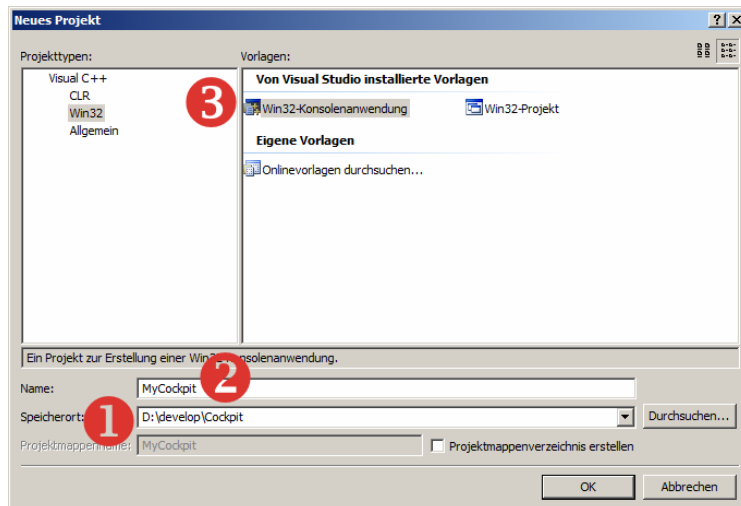 Neues Projekt
Projekttypen:
Vorlagen:
Visual C++
CLR
Win32
Allgemein
3
Von Visual Studio installierte Vorlagen
Win32-Konsolenanwendung
Win32-Projekt
Eigene Vorlagen
Onlinevorlagen durchsuchen...
Ein Projekt zur Erstellung einer Win32-Konsolenanwendung.
Name:
MyCockpit
2
Speicherort:
1
D:\develop\Cockpit
Durchsuchen...
Projektmappenname:
MyCockpit
Projektmappenverzeichnis erstellen
OK
Abbrechen